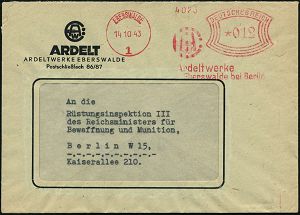 4023
EBERSWALDE
14.10.43
1
DEUTSCHES REICH
*012
ARDELT
ARDELTWERKE EBERSWALDE
Postschließfach 86/87
Ardeltwerke
Eberswalde bei Berlin
An die
Rüstungsinspektion III
des Reichsministers für
Bewaffnung und Munition,
Berlin W 15,
Kaiserallee 210.